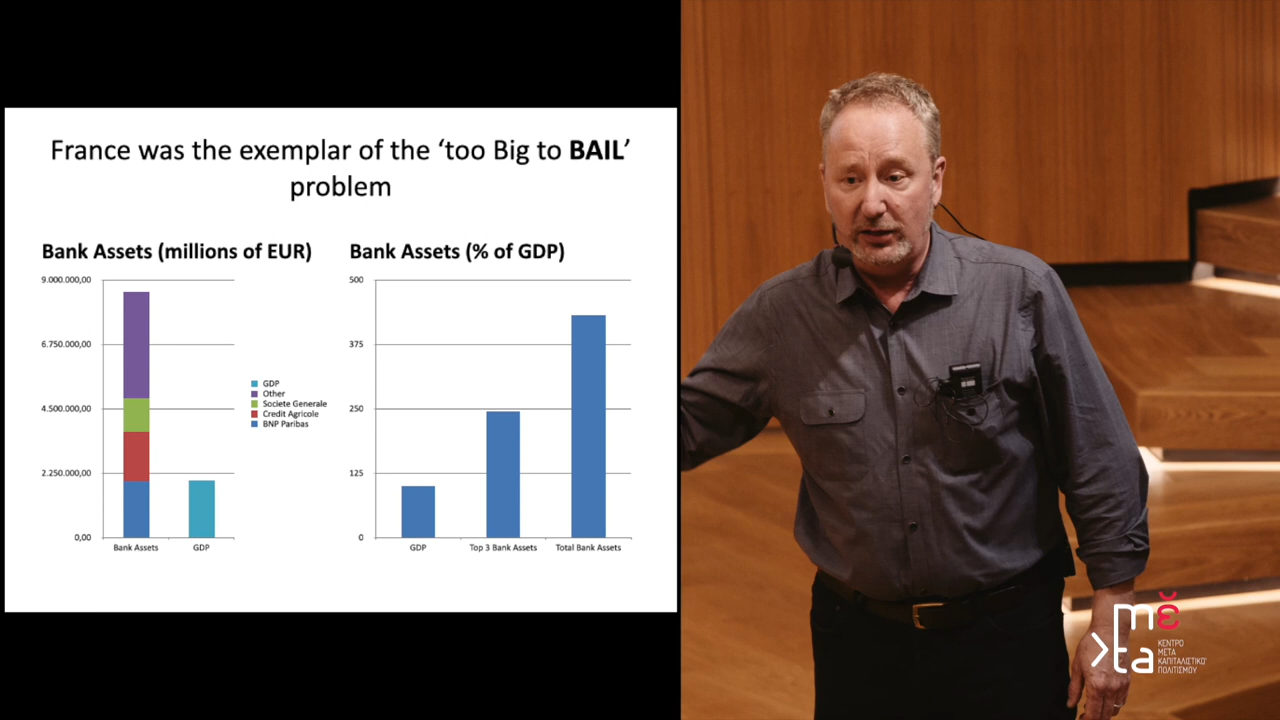 France was the exemplar of the ‘too Big to BAIL’
problem
Bank Assets (millions of EUR)
9.000.000,00
6.750.000,00
4.500.000,00
2.250.000,00
0,00
Bank Assets
GDP
GDP
Other
Societe Generale
Credit Agricole
BNP Paribas
Bank Assets (% of GDP)
500
375
250
125
0
GDP
Top 3 Bank Assets
Total Bank Assets
mέta
ΚΕΝΤΡΟ
ΜΕΤΑ
ΚΑΠΙΤΑΛΙΣΤΙΚΟΥ
ΠΟΛΙΤΙΣΜΟΥ